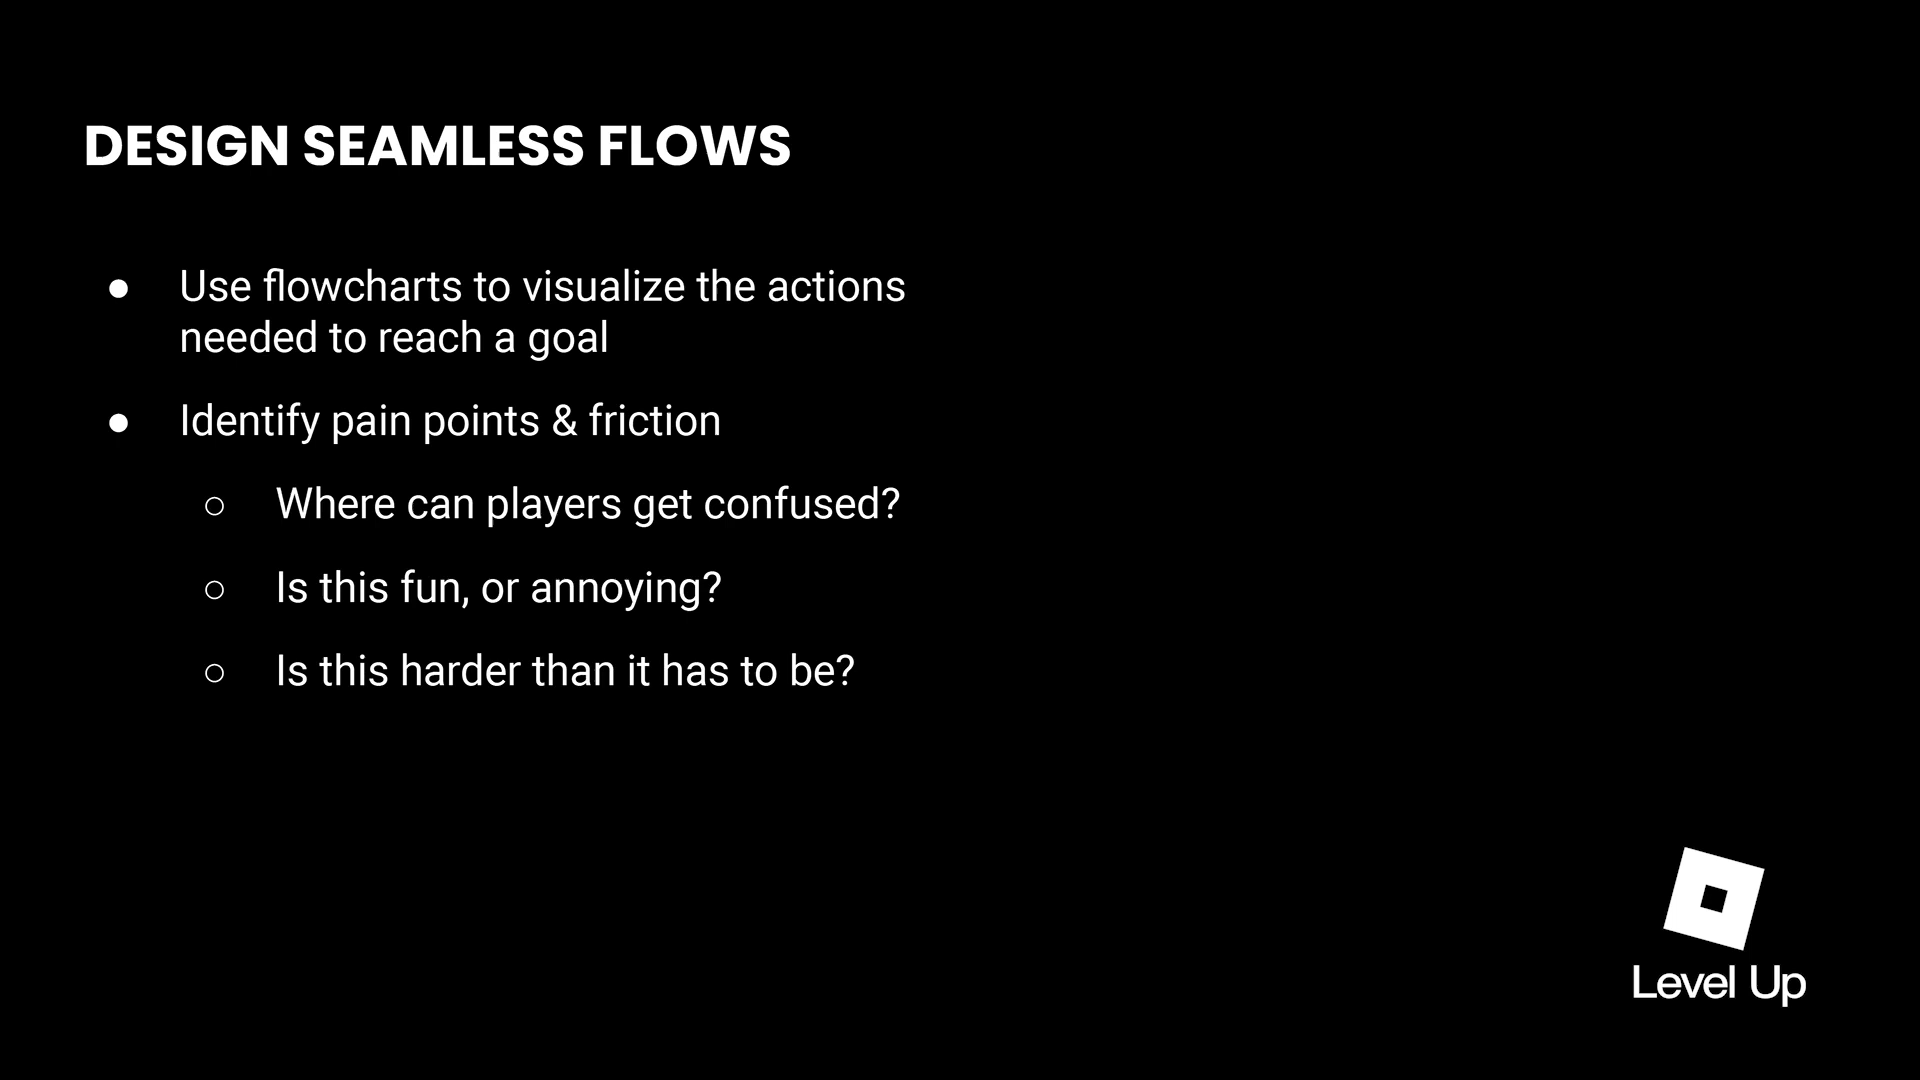 DESIGN SEAMLESS FLOWS
● Use flowcharts to visualize the actions
needed to reach a goal
● Identify pain points & friction
○ Where can players get confused?
○ Is this fun, or annoying?
○ Is this harder than it has to be?
Level Up